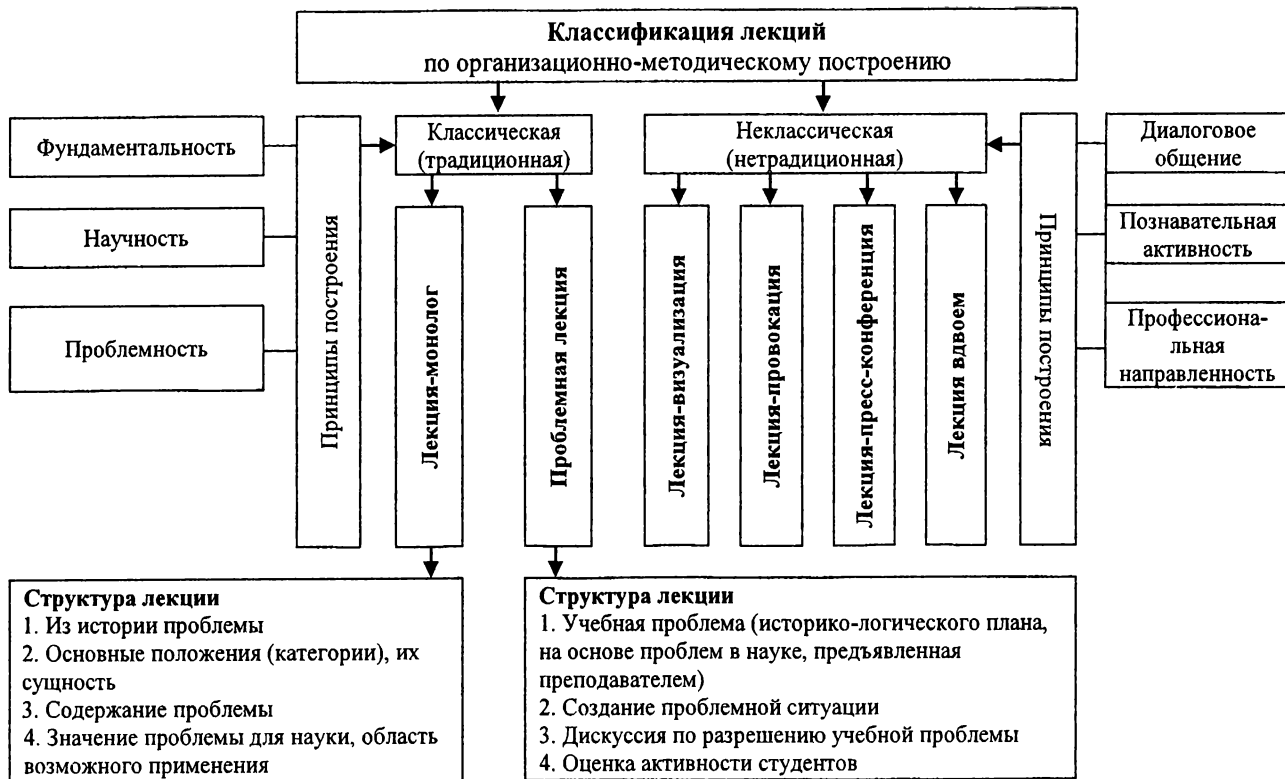 Классификация лекций
по организационно-методическому построению
Фундаментальность
Научность
Проблемность
Принципы построения
Классическая
(традиционная)
Неклассическая
(нетрадиционная)
Диалоговое
общение
Познавательная
активность
Профессиона-
льная
направленность
Принципы построения
Лекция-монолог
Проблемная лекция
Лекция-визуализация
Лекция-провокация
Лекция-пресс-конференция
Лекция вдвоем
Структура лекции
1. Из истории проблемы
2. Основные положения (категории), их
сущность
3. Содержание проблемы
4. Значение проблемы для науки, область
возможного применения
Структура лекции
1. Учебная проблема (историко-логического плана,
на основе проблем в науке, предъявленная
преподавателем)
2. Создание проблемной ситуации
3. Дискуссия по разрешению учебной проблемы
4. Оценка активности студентов